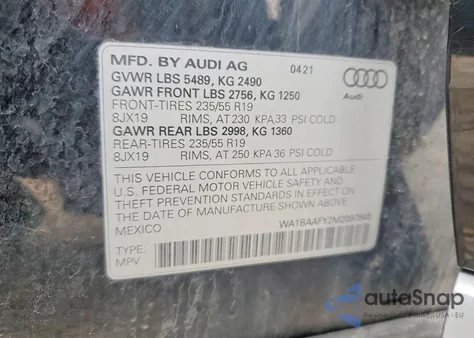 MFD. BY AUDI AG 0421
GVWR LBS 5489, KG 2490
GAWR FRONT LBS 2756, KG 1250
Audi
FRONT-TIRES 235/55 R19
8JX19 RIMS, AT 230 KPA,33 PSI COLD
GAWR REAR LBS 2998, KG 1360
REAR-TIRES 235/55 R19
8JX19 RIMS, AT 250 KPA 36 PSI COLD
THIS VEHICLE CONFORMS TO ALL APPLICABLE
U.S. FEDERAL MOTOR VEHICLE SAFETY AND
THEFT PREVENTION STANDARDS IN EFFECT ON
THE DATE OF MANUFACTURE SHOWN ABOVE.
MEXICO
TYPE:
MPV
autaSnap